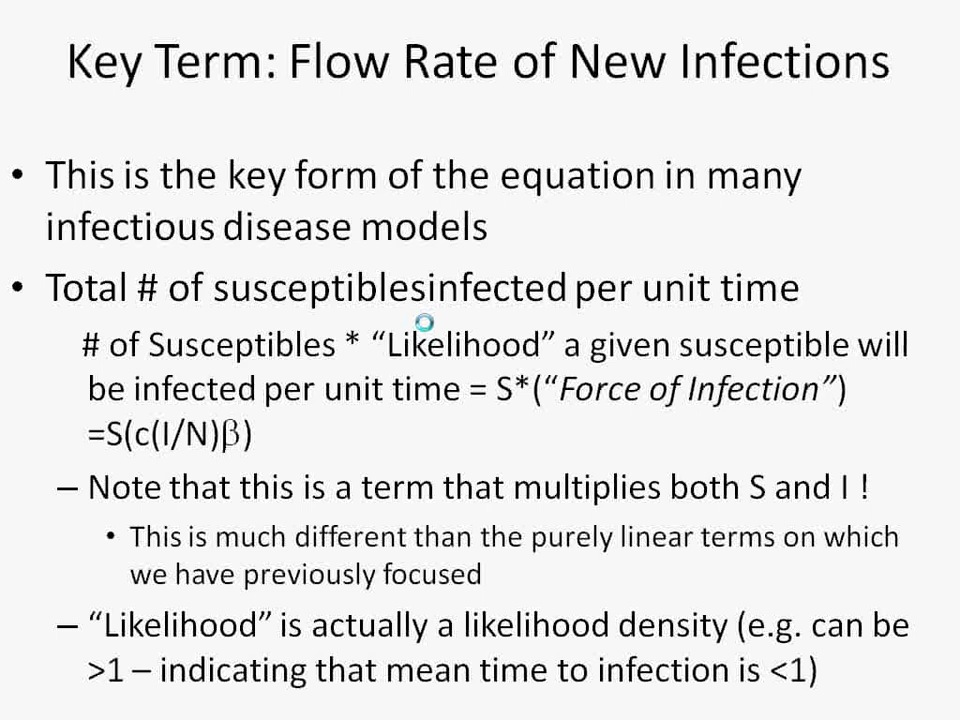 Key Term: Flow Rate of New Infections
• This is the key form of the equation in many
infectious disease models
• Total # of susceptiblesinfected per unit time
# of Susceptibles * “Likelihood” a given susceptible will
be infected per unit time = S*(“Force of Infection”)
=S(c(I/N)β)
– Note that this is a term that multiplies both S and I !
• This is much different than the purely linear terms on which
we have previously focused
– “Likelihood” is actually a likelihood density (e.g. can be
>1 – indicating that mean time to infection is <1)